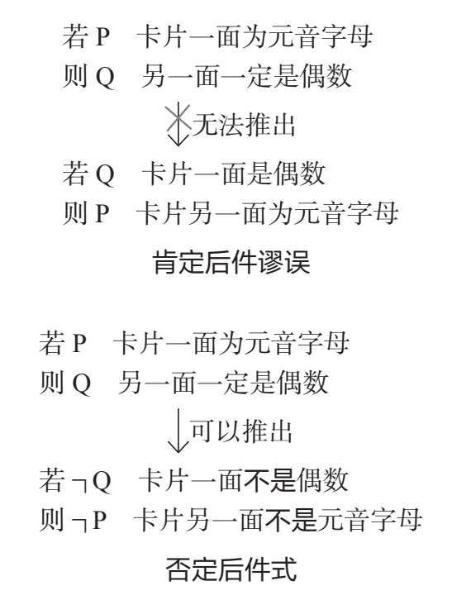 若 P 卡片一面为元音字母
则 Q 另一面一定是偶数
无法推出
若 Q 卡片一面是偶数
则 P 卡片另一面为元音字母
肯定后件谬误
若 P 卡片一面为元音字母
则 Q 另一面一定是偶数
可以推出
若 ¬Q 卡片一面不是偶数
则 ¬P 卡片另一面不是元音字母
否定后件式